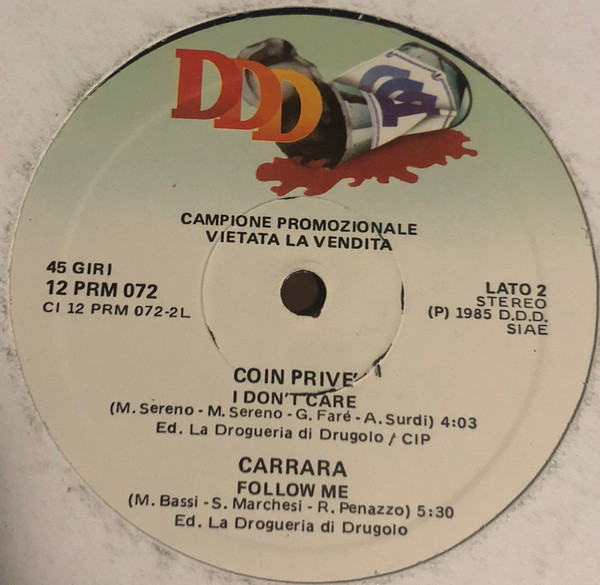 DDD
CAMPIONE PROMOZIONALE
VIETATA LA VENDITA
45 GIRI
12 PRM 072
CI 12 PRM 072-2L
LATO 2
STEREO
(P) 1985 D.D.D.
SIAE
COIN PRIVE'
I DON'T CARE
(M. Sereno - M. Sereno - G. Faré - A. Surdi) 4:03
Ed. La Drogueria di Drugolo / CIP
CARRARA
FOLLOW ME
(M. Bassi - S. Marchesi - R. Penazzo) 5:30
Ed. La Drogueria di Drugolo